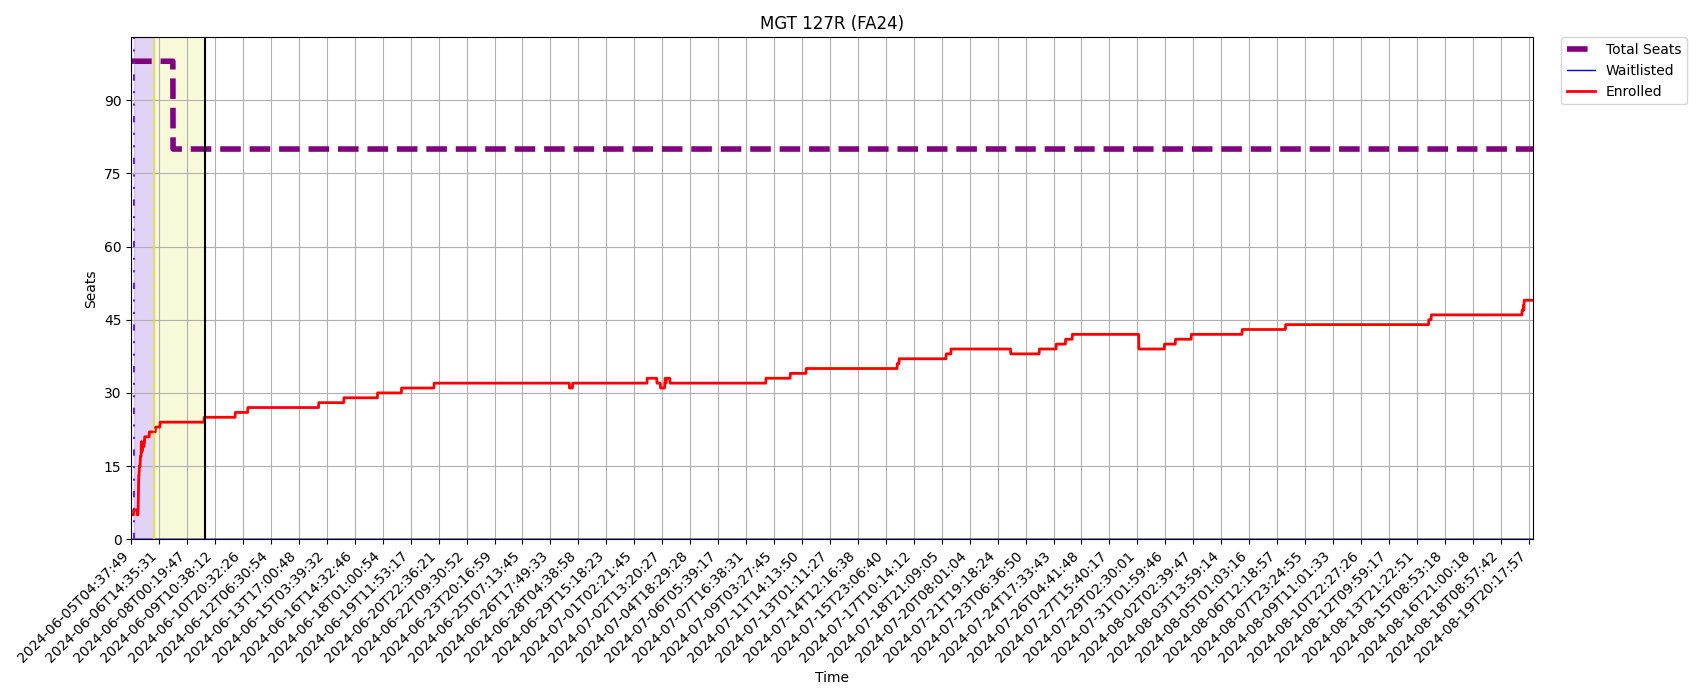 MGT 127R (FA24)
Total Seats
Waitlisted
Enrolled
Seats
90
75
60
45
30
15
0
2024-06-05T04:37:49
2024-06-06T14:35:31
2024-06-08T00:19:47
2024-06-09T10:38:12
2024-06-10T20:32:26
2024-06-12T06:30:54
2024-06-13T17:00:48
2024-06-15T03:39:32
2024-06-16T14:32:46
2024-06-18T01:00:54
2024-06-19T11:53:17
2024-06-20T22:36:21
2024-06-22T09:30:52
2024-06-23T20:16:59
2024-06-25T07:13:45
2024-06-26T17:49:33
2024-06-28T04:38:58
2024-06-29T15:18:23
2024-07-01T02:21:45
2024-07-02T13:20:27
2024-07-04T18:29:28
2024-07-06T05:39:17
2024-07-07T16:38:31
2024-07-09T03:27:45
2024-07-11T14:13:50
2024-07-13T01:11:27
2024-07-14T12:16:38
2024-07-15T23:06:40
2024-07-17T10:14:12
2024-07-18T21:09:05
2024-07-20T08:01:04
2024-07-21T19:18:24
2024-07-23T06:36:50
2024-07-24T17:33:43
2024-07-26T04:41:48
2024-07-27T15:40:17
2024-07-29T02:30:01
2024-07-31T01:59:46
2024-08-02T02:39:47
2024-08-03T13:59:14
2024-08-05T01:03:16
2024-08-06T12:18:57
2024-08-07T23:24:55
2024-08-09T11:01:33
2024-08-10T22:27:26
2024-08-12T09:59:17
2024-08-13T21:22:51
2024-08-15T08:53:18
2024-08-16T21:00:18
2024-08-18T08:57:42
2024-08-19T20:17:57
Time